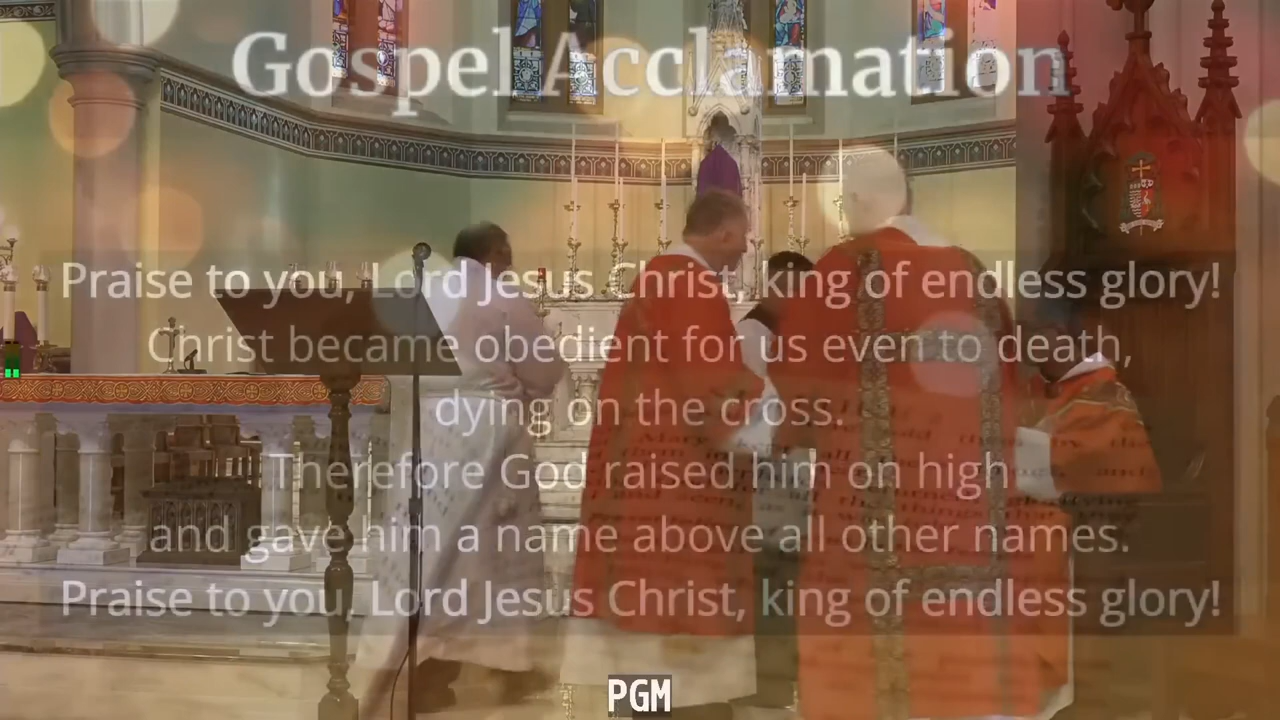 Gospel Acclamation
Praise to you, Lord Jesus Christ, king of endless glory!
Christ became obedient for us even to death,
dying on the cross.
Therefore God raised him on high
and gave him a name above all other names.
Praise to you, Lord Jesus Christ, king of endless glory!
PGM